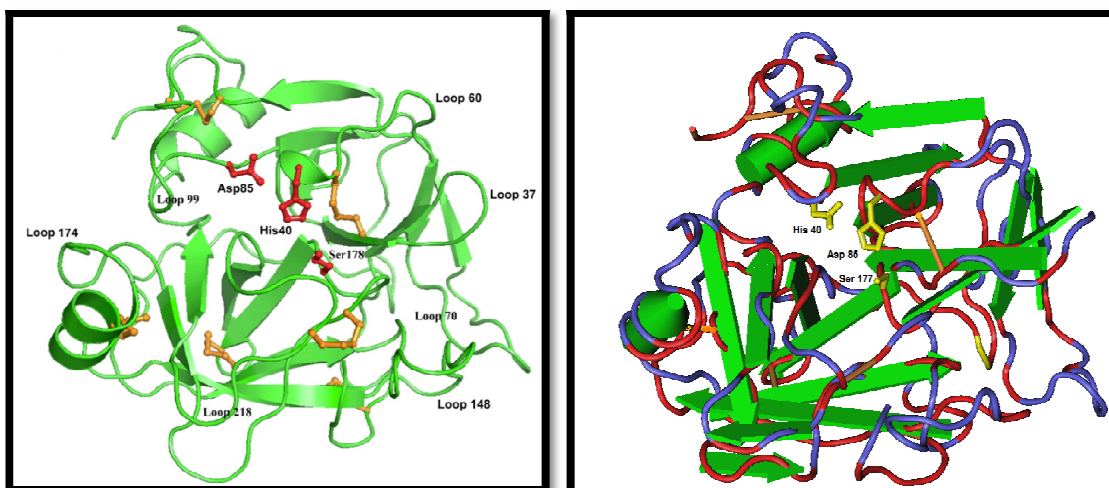 Loop 60
Asp85
Loop 99
Loop 37
His40
Loop 174
Ser178
Loop 70
Loop 218
Loop 148
His 40
Asp 85
Ser 177